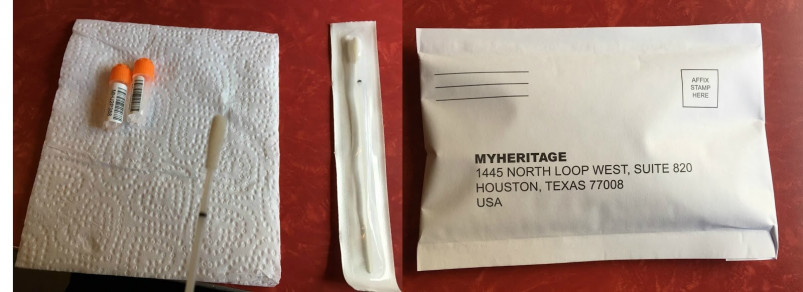 AFFIX
STAMP
HERE
MYHERITAGE
1445 NORTH LOOP WEST, SUITE 820
HOUSTON, TEXAS 77008
USA